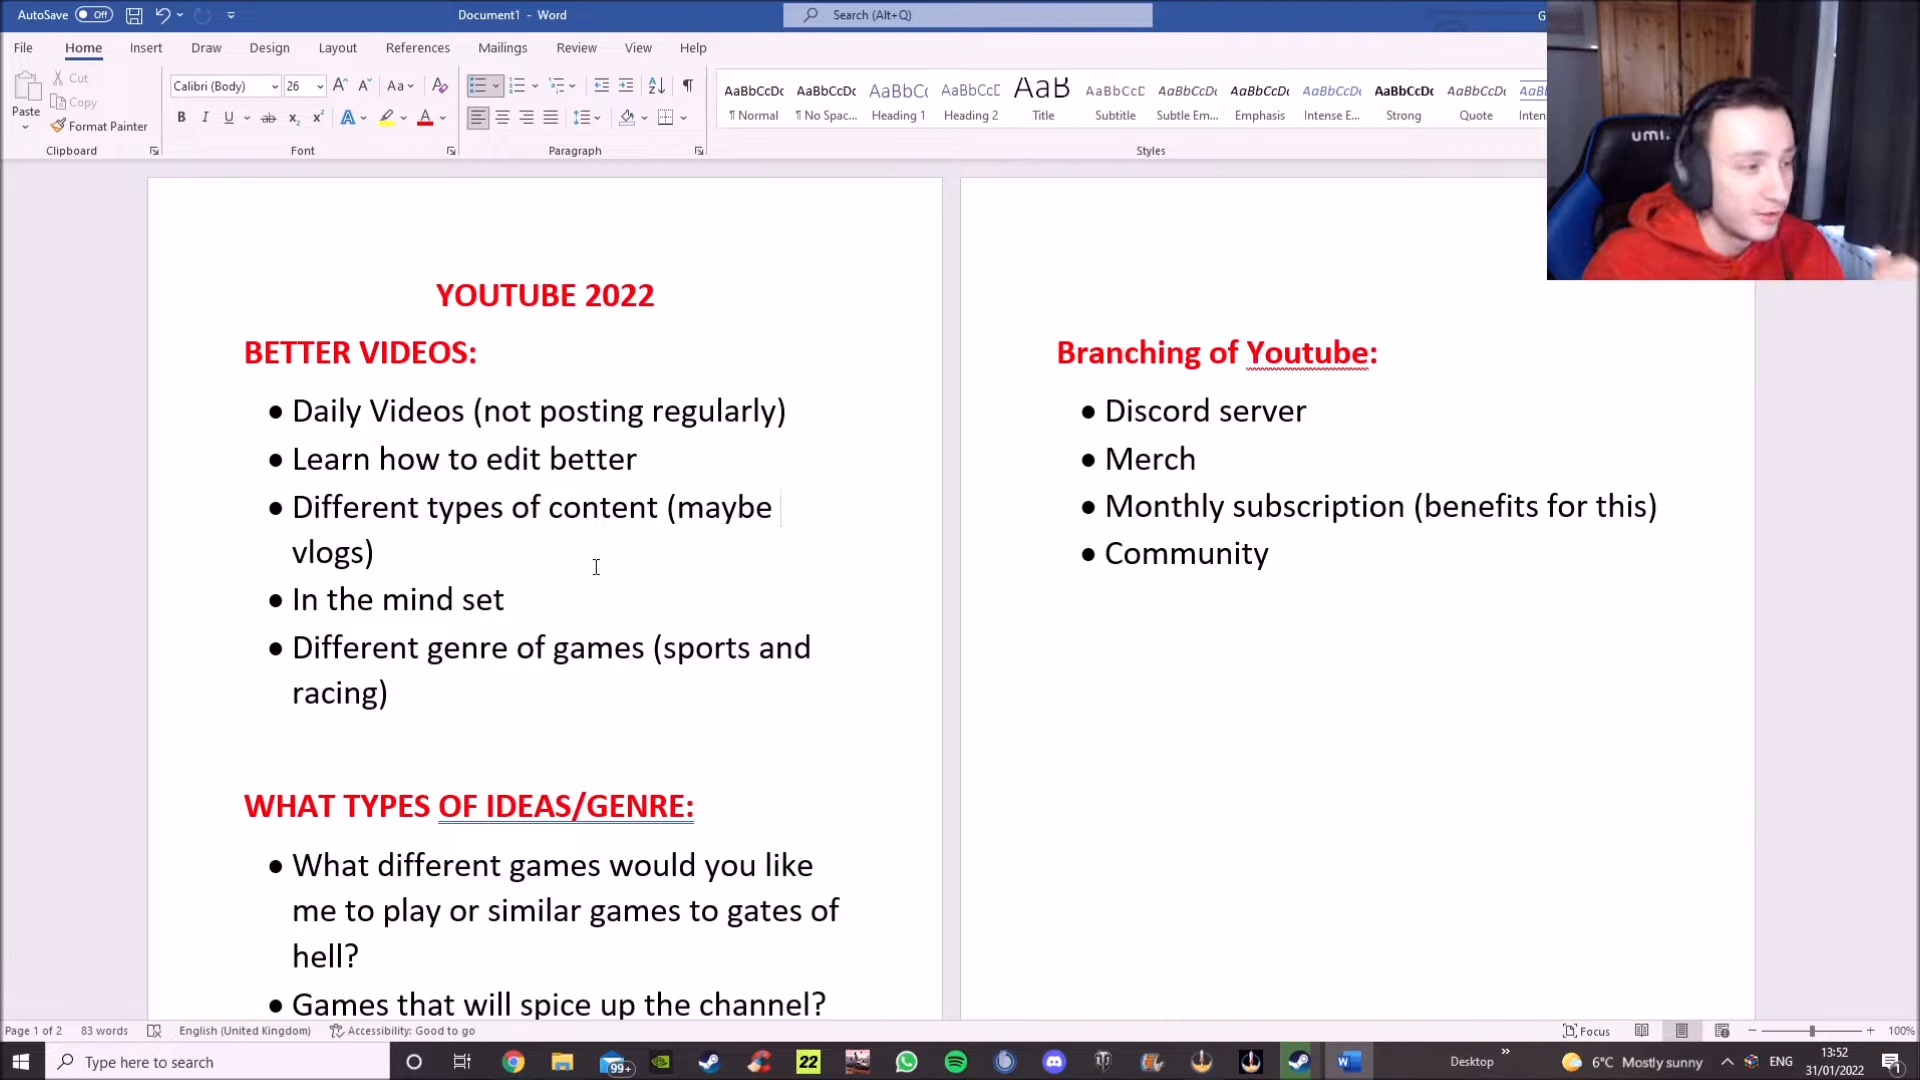 AutoSave Off Document1 - Word Search (Alt+Q) G
File Home Insert Draw Design Layout References Mailings Review View Help
Paste Cut Copy Format Painter
Calibri (Body) 26
AaBbCcDc AaBbCcDc AaBbCc AaBbCcD AaB AaBbCcD AaBbCcDc AaBbCcDc AaBbCcDc AaBbCcDc AaBbCcDc AaBb
¶ Normal ¶ No Spac... Heading 1 Heading 2 Title Subtitle Subtle Em... Emphasis Intense E... Strong Quote Inten
Clipboard Font Paragraph Styles
umi.
YOUTUBE 2022
BETTER VIDEOS:
• Daily Videos (not posting regularly)
• Learn how to edit better
• Different types of content (maybe
vlogs)
• In the mind set
• Different genre of games (sports and
racing)
WHAT TYPES OF IDEAS/GENRE:
• What different games would you like
me to play or similar games to gates of
hell?
• Games that will spice up the channel?
Branching of Youtube:
• Discord server
• Merch
• Monthly subscription (benefits for this)
• Community
Page 1 of 2 83 words English (United Kingdom) Accessibility: Good to go Focus 100%
Type here to search 99+ 22 Desktop 6°C Mostly sunny ENG 13:52
31/01/2022